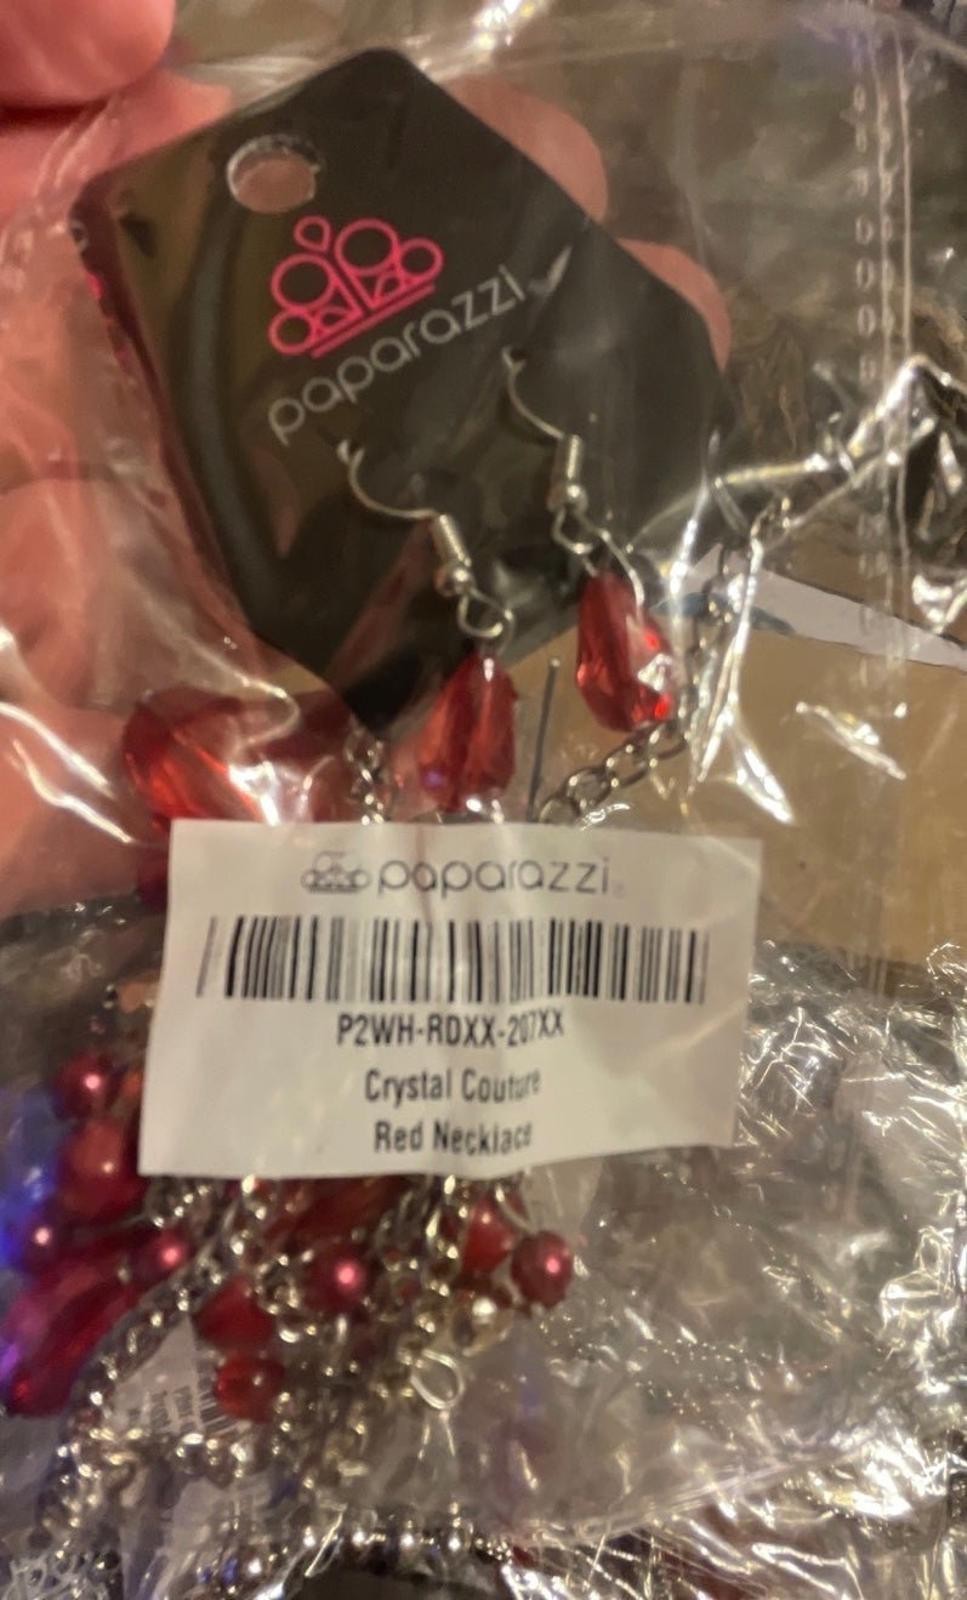 paparazzi
paparazzi
P2WH-RDXX-207XX
Crystal Couture
Red Necklace